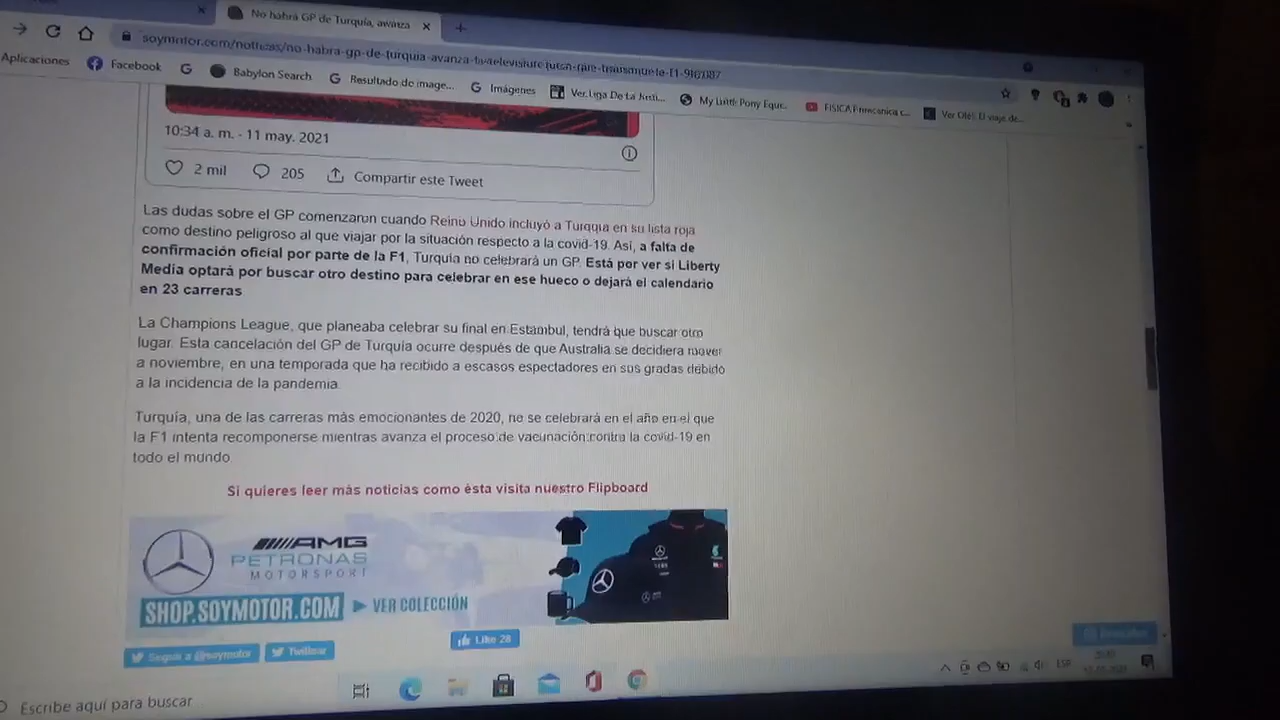 No habrá GP de Turquía, avanza
Aplicaciones Facebook Babylon Search Resultado de image... Imágenes Ver Liga De La Justi... My Little Pony Eque...
10:34 a. m. - 11 may. 2021
2 mil 205 Compartir este Tweet
Las dudas sobre el GP comenzaron cuando Reino Unido incluyó a Turquía en su lista roja
como destino peligroso al que viajar por la situación respecto a la covid-19. Así, a falta de
confirmación oficial por parte de la F1, Turquía no celebrará un GP. Está por ver si Liberty
Media optará por buscar otro destino para celebrar en ese hueco o dejará el calendario
en 23 carreras
La Champions League, que planeaba celebrar su final en Estambul, tendrá que buscar otro
lugar. Esta cancelación del GP de Turquía ocurre después de que Australia se decidiera mover
a noviembre, en una temporada que ha recibido a escasos espectadores en sus gradas debido
a la incidencia de la pandemia.
Turquía, una de las carreras más emocionantes de 2020, no se celebrará en el año en el que
la F1 intenta recomponerse mientras avanza el proceso de vacunación contra la covid-19 en
todo el mundo.
Si quieres leer más noticias como ésta visita nuestro Flipboard
AMG
PETRONAS
MOTORSPORT
SHOP.SOYMOTOR.COM VER COLECCIÓN
Like 28
Seguir a @soymotor Twittear
ESP
Escribe aquí para buscar